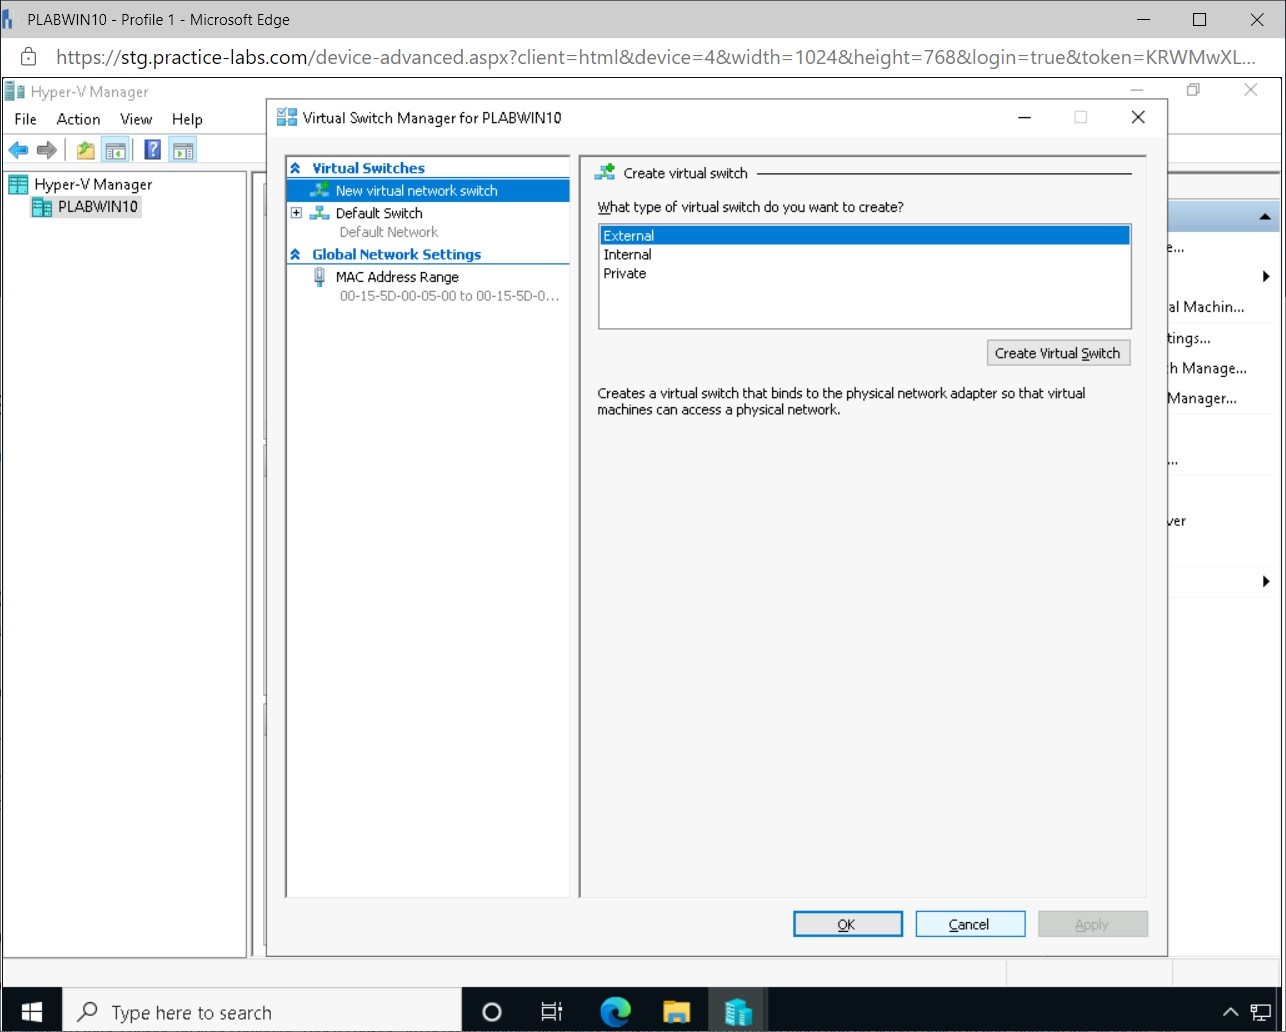 PLABWIN10 - Profile 1 - Microsoft Edge
https://stg.practice-labs.com/device-advanced.aspx?client=html&device=4&width=1024&height=768&login=true&token=KRWMwXL...
Hyper-V Manager
File Action View Help
Hyper-V Manager
PLABWIN10
Virtual Switch Manager for PLABWIN10
Virtual Switches
New virtual network switch
Default Switch
Default Network
Global Network Settings
MAC Address Range
00-15-5D-00-05-00 to 00-15-5D-0...
Create virtual switch
What type of virtual switch do you want to create?
External
Internal
Private
Create Virtual Switch
Creates a virtual switch that binds to the physical network adapter so that virtual
machines can access a physical network.
OK Cancel Apply
e...
al Machin...
tings...
h Manage...
Manager...
...
ver
Type here to search